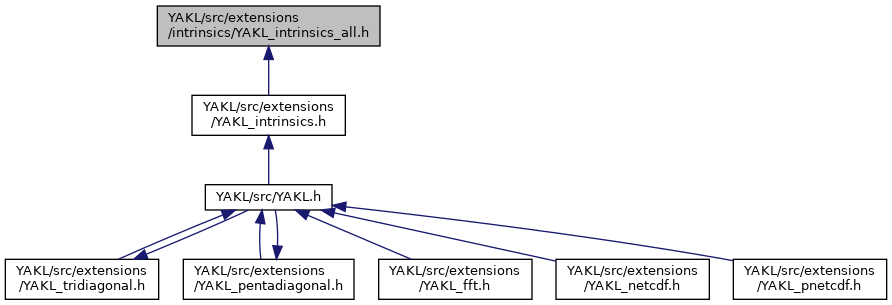 YAKL/src/extensions
/intrinsics/YAKL_intrinsics_all.h
YAKL/src/extensions
/YAKL_intrinsics.h
YAKL/src/YAKL.h
YAKL/src/extensions
/YAKL_tridiagonal.h
YAKL/src/extensions
/YAKL_pentadiagonal.h
YAKL/src/extensions
/YAKL_fft.h
YAKL/src/extensions
/YAKL_netcdf.h
YAKL/src/extensions
/YAKL_pnetcdf.h